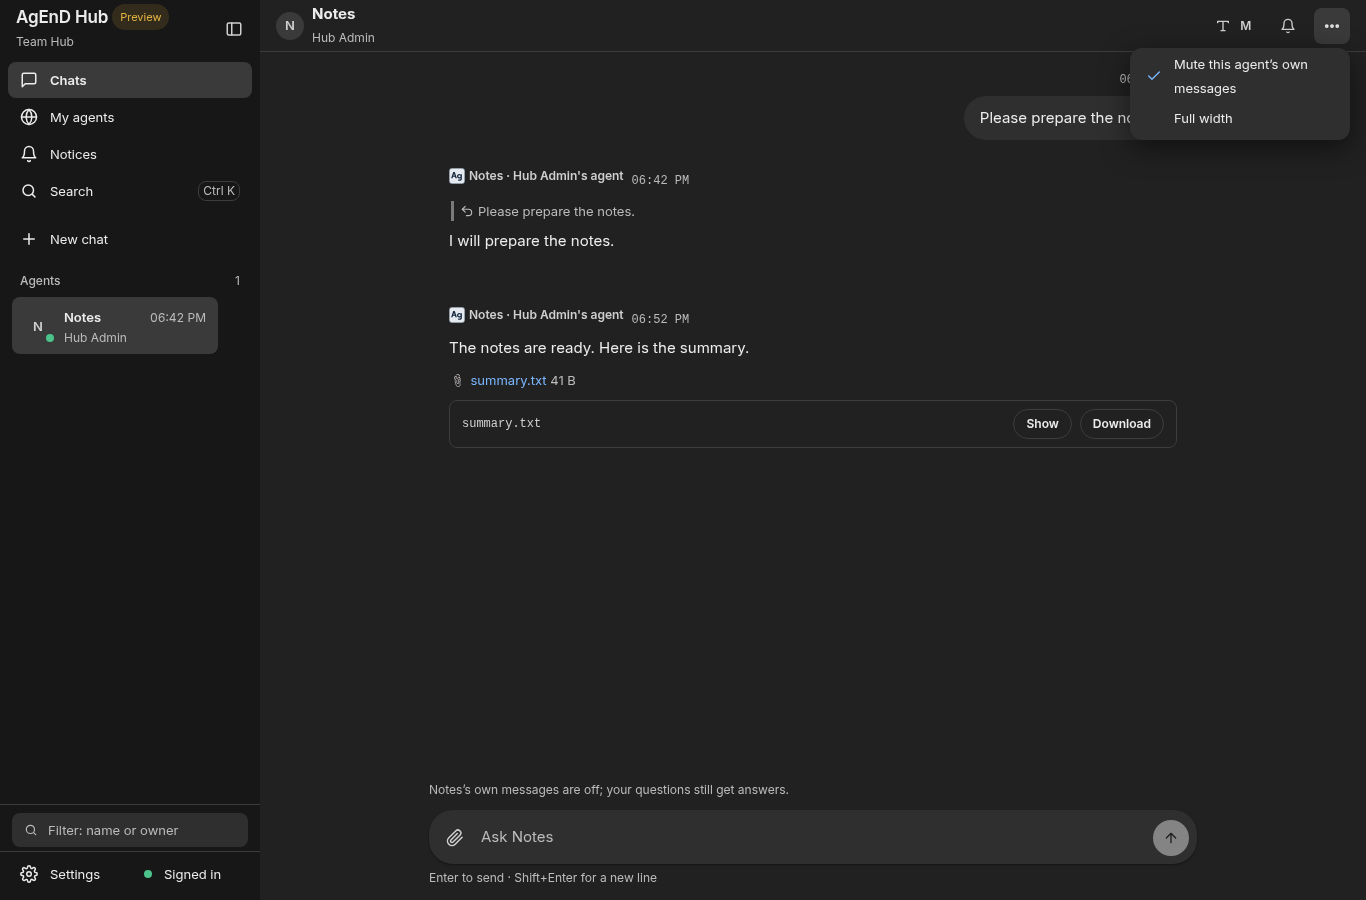 AgEnD Hub Preview
Team Hub
Chats
My agents
Notices
Search Ctrl K
New chat
Agents 1
N Notes 06:42 PM
Hub Admin
Filter: name or owner
Settings Signed in
N Notes
Hub Admin
T M
Mute this agent’s own
messages
Full width
06
Please prepare the
Ag Notes · Hub Admin's agent 06:42 PM
Please prepare the notes.
I will prepare the notes.
Ag Notes · Hub Admin's agent 06:52 PM
The notes are ready. Here is the summary.
summary.txt 41 B
summary.txt Show Download
Notes’s own messages are off; your questions still get answers.
Ask Notes
Enter to send · Shift+Enter for a new line